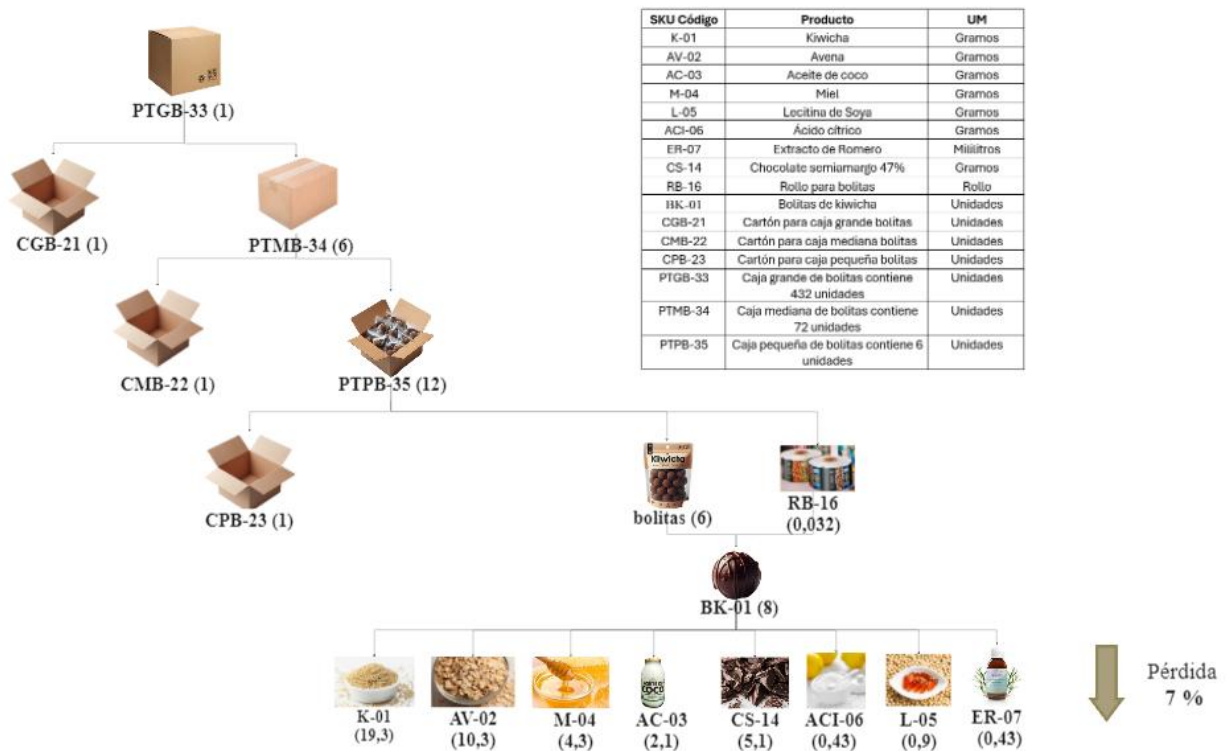 SKU Código Producto UM
K-01 Kiwicha Gramos
AV-02 Avena Gramos
AC-03 Aceite de coco Gramos
M-04 Miel Gramos
L-05 Lecitina de Soya Gramos
ACI-06 Ácido cítrico Gramos
ER-07 Extracto de Romero Mililitros
CS-14 Chocolate semiamargo 47% Gramos
RB-16 Rollo para bolitas Rollo
BK-01 Bolitas de kiwicha Unidades
CGB-21 Cartón para caja grande bolitas Unidades
CMB-22 Cartón para caja mediana bolitas Unidades
CPB-23 Cartón para caja pequeña bolitas Unidades
PTGB-33 Caja grande de bolitas contiene 432 unidades Unidades
PTMB-34 Caja mediana de bolitas contiene 72 unidades Unidades
PTPB-35 Caja pequeña de bolitas contiene 6 unidades Unidades
PTGB-33 (1)
CGB-21 (1)
PTMB-34 (6)
CMB-22 (1)
PTPB-35 (12)
CPB-23 (1)
Kiwicha
bolitas (6)
RB-16
(0,032)
BK-01 (8)
COCO
K-01
(19,3)
AV-02
(10,3)
M-04
(4,3)
AC-03
(2,1)
CS-14
(5,1)
ACI-06
(0,43)
L-05
(0,9)
ER-07
(0,43)
Pérdida
7 %